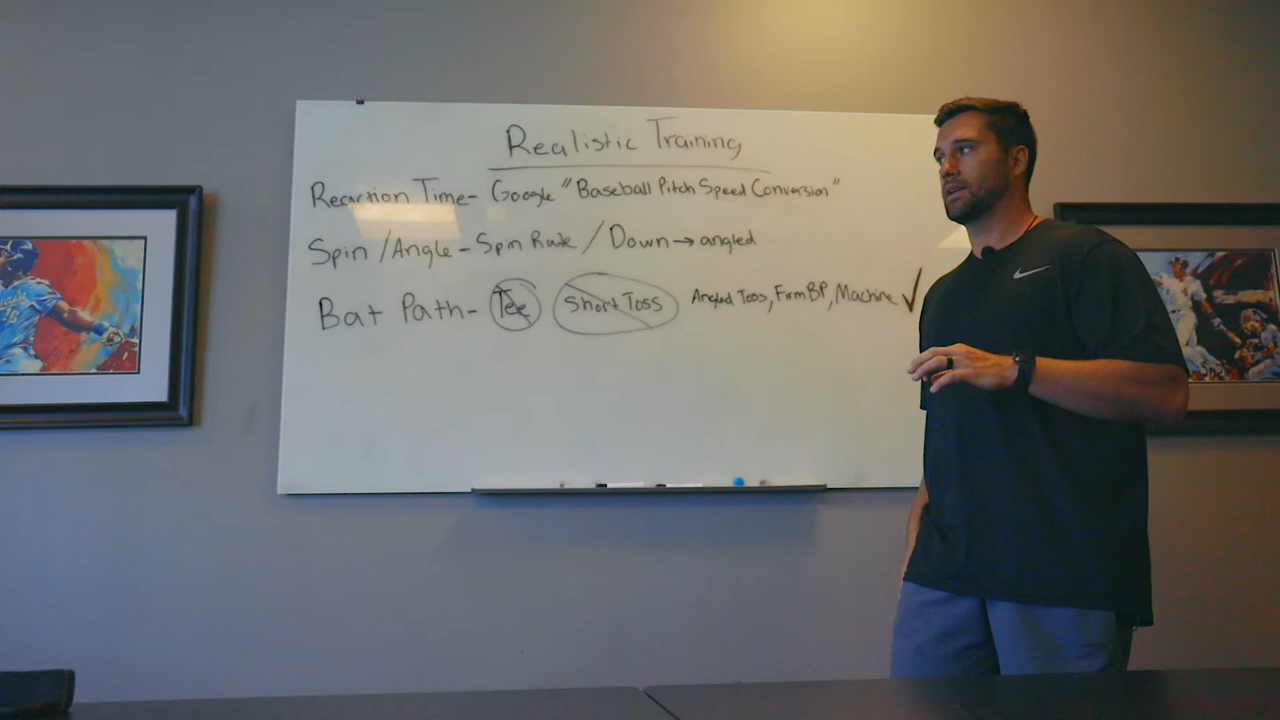 Realistic Training
Reaction Time- Google "Baseball Pitch Speed Conversion"
Spin /Angle - Spin Rate / Down → angled
Bat Path- Tee Short Toss Angled Toss, Firm BP, Machine ✓